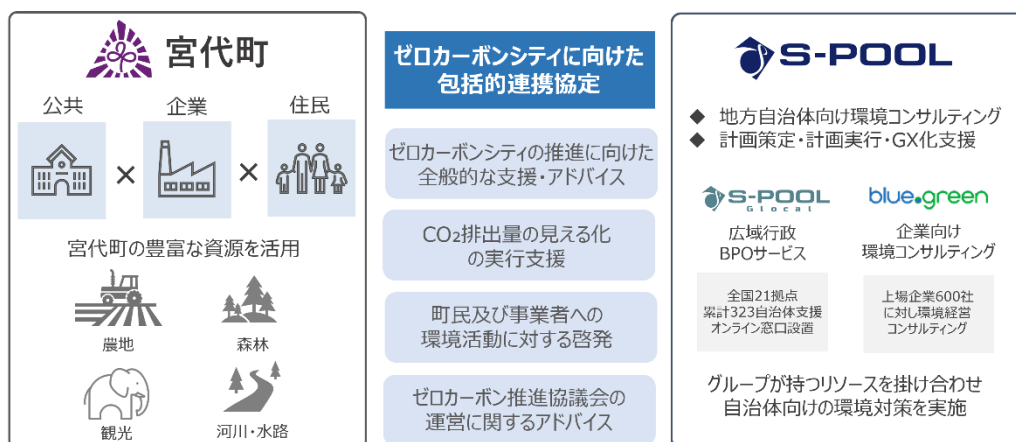 宮代町
公共
企業
住民
×
×
宮代町の豊富な資源を活用
農地
森林
観光
河川・水路
ゼロカーボンシティに向けた
包括的連携協定
ゼロカーボンシティの推進に向けた
全般的な支援・アドバイス
CO₂排出量の見える化
の実行支援
町民及び事業者への
環境活動に対する啓発
ゼロカーボン推進協議会の
運営に関するアドバイス
S-POOL
◆ 地方自治体向け環境コンサルティング
◆ 計画策定・計画実行・GX化支援
S-POOL
Glocal
広域行政
BPOサービス
全国21拠点
累計323自治体支援
オンライン窓口設置
blue.green
企業向け
環境コンサルティング
上場企業600社
に対し環境経営
コンサルティング
グループが持つリソースを掛け合わせ
自治体向けの環境対策を実施